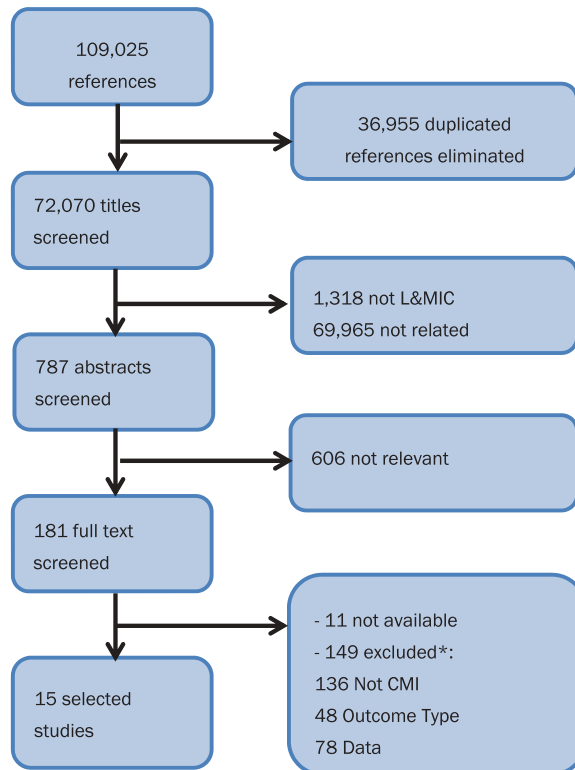 109,025
references
36,955 duplicated
references eliminated
72,070 titles
screened
1,318 not L&MIC
69,965 not related
787 abstracts
screened
606 not relevant
181 full text
screened
- 11 not available
- 149 excluded*:
136 Not CMI
48 Outcome Type
78 Data
15 selected
studies